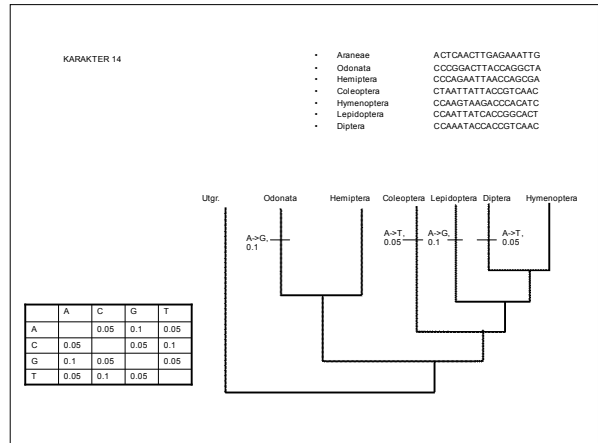 KARAKTER 14
• Araneae ACTCAACTTGAGAAATTG
• Odonata CCCGGACTTACCAGGCTA
• Hemiptera CCCAGAATTAACCAGCGA
• Coleoptera CTAATTATTACCGTCAAC
• Hymenoptera CCAAGTAAGACCCACATC
• Lepidoptera CCAATTATCACCGGCACT
• Diptera CCAAATACCACCGTCAAC
Utgr. Odonata Hemiptera Coleoptera Lepidoptera Diptera Hymenoptera
A->G, 0.1
A->T, 0.05
A->G, 0.1
A->T, 0.05
A C G T
A 0.05 0.1 0.05
C 0.05 0.05 0.1
G 0.1 0.05 0.05
T 0.05 0.1 0.05